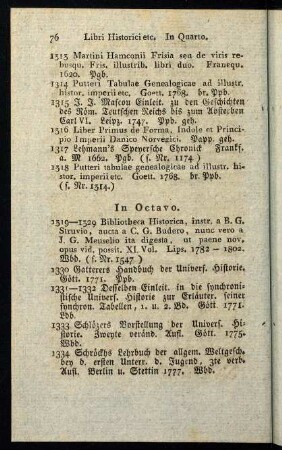 76 Libri Historici etc. In Quarto.
1313 Martini Hamconii Frisia seu de viris re-
busqu. Fris. illustrib. libri duo. Franequ.
1620. Pgb.
1314 Putteri Tabulae Genealogicae ad illustr.
histor. imperii etc. Goett. 1768. br. Ppb.
1315 J. J. Mascov Einleit. zu den Geschichten
des Röm. Teutschen Reichs bis zum Absterben
Carl VI. Leipz. 1747. Ppb. geh.
1316 Liber Primus de Forma, Indole et Princi-
pio Imperii Danico Norvegici. Papp. geh.
1317 Lehmann's Speyersche Chronik Frankf.
a. M 1662. Pgb. (s. Nr. 1174)
1318 Putteri tabulae genealogicae ad illustr. hi-
stor. imperii etc. Goett. 1768. br. Ppb.
(s. Nr. 1314.)
In Octavo.
1319—1329 Bibliotheca Historica, instr. a B. G.
Struvio, aucta a C. G. Budero, nunc vero a
J. G. Meuselio ita digesta, ut paene nov.
opus vid. possit. XI. Vol. Lips. 1782 — 1802.
Wbd. (s. Nr. 1547)
1330 Gatterers Handbuch der Univers. Historie.
Gött. 1771. Ppb.
1331—1332 Desselben Einleit. in die synchroni-
stische Univers. Historie zur Erläuter. seiner
synchron. Tabellen, 1. u. 2. Bd. Gött 1771.
Lbd.
1333 Schlözers Vorstellung der Univers. Hi-
storie. Zweyte veränd. Aufl. Gött. 1775.
Wbd.
1334 Schröckhs Lehrbuch der allgem. Weltgesch.
bey d. ersten Unterr. d. Jugend, 3te verb.
Aufl. Berlin u. Stettin 1777. Wbd.